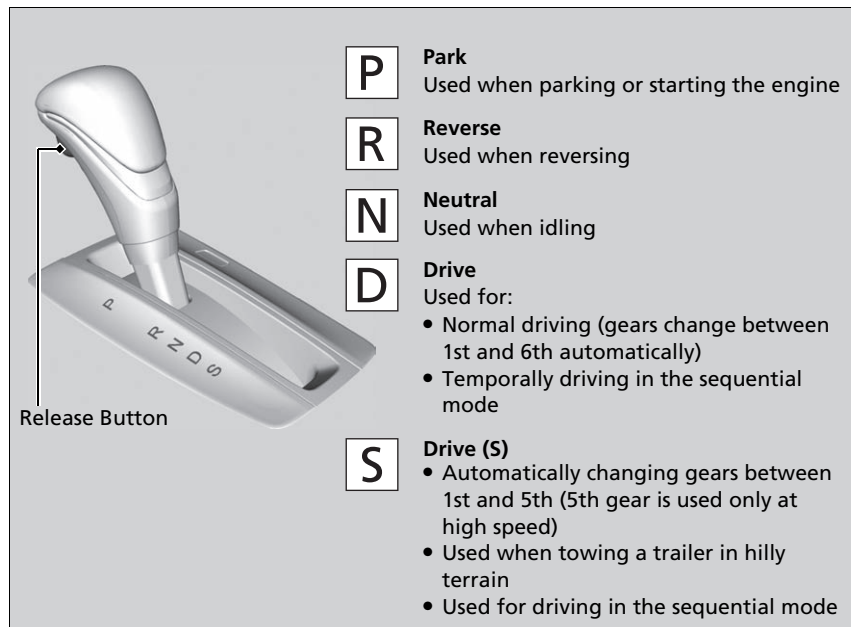 P
Park
Used when parking or starting the engine
R
Reverse
Used when reversing
N
Neutral
Used when idling
D
Drive
Used for:
• Normal driving (gears change between
1st and 6th automatically)
• Temporally driving in the sequential
mode
S
Drive (S)
• Automatically changing gears between
1st and 5th (5th gear is used only at
high speed)
• Used when towing a trailer in hilly
terrain
• Used for driving in the sequential mode
P R N D S
Release Button